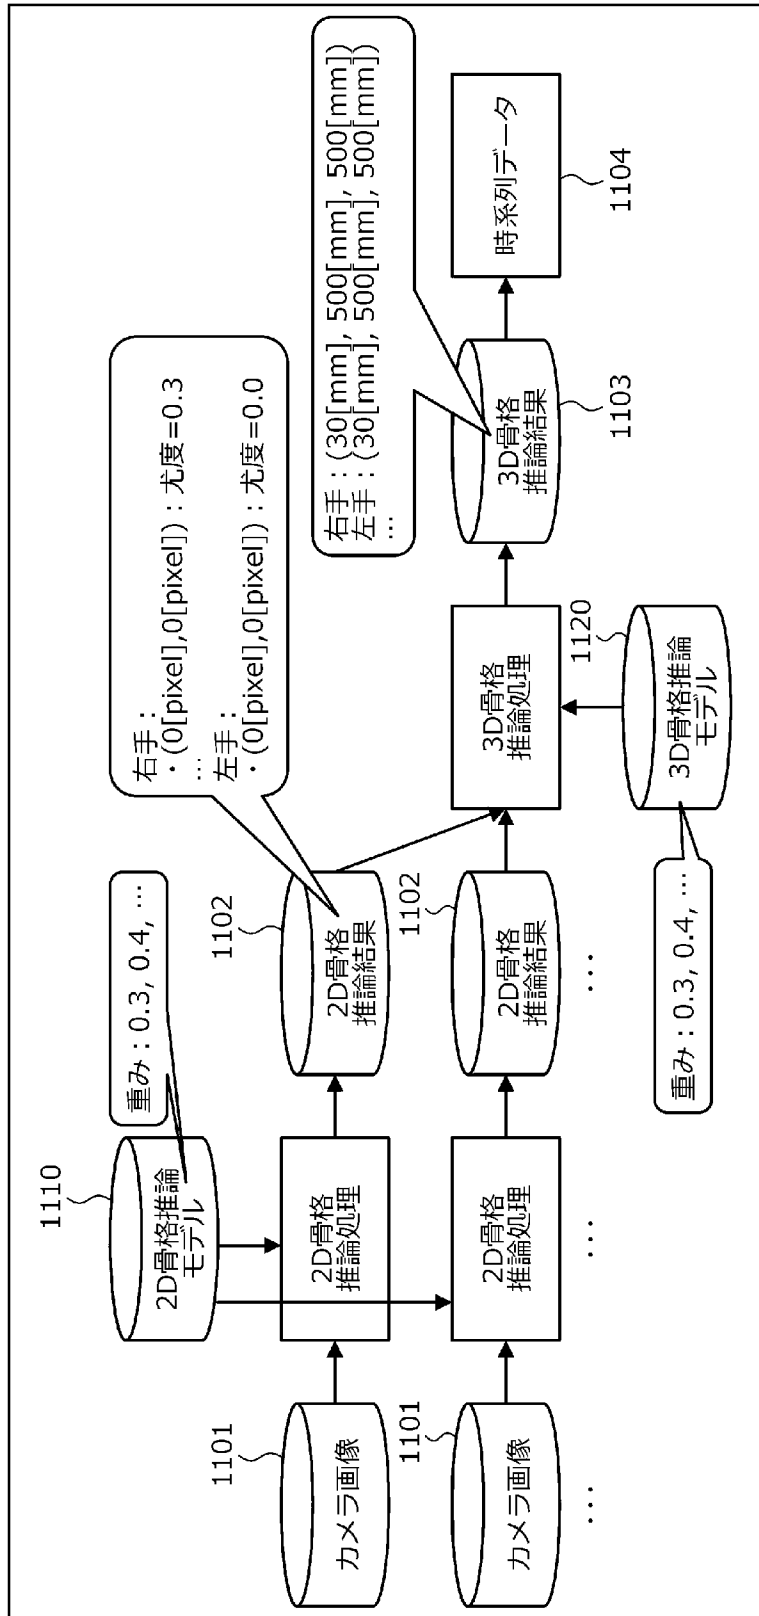 1110
2D骨格推論
モデル
重み：0.3, 0.4, …
右手：
・(0[pixel],0[pixel])：尤度=0.3
…
左手：
・(0[pixel],0[pixel])：尤度=0.0
右手：(30[mm], 500[mm], 500[mm])
左手：(30[mm], 500[mm], 500[mm])
…
1101
カメラ画像
2D骨格
推論処理
1102
2D骨格
推論結果
1101
カメラ画像
…
2D骨格
推論処理
…
1102
2D骨格
推論結果
…
3D骨格
推論処理
3D骨格
推論結果
1103
時系列データ
1104
重み：0.3, 0.4, …
1120
3D骨格推論
モデル